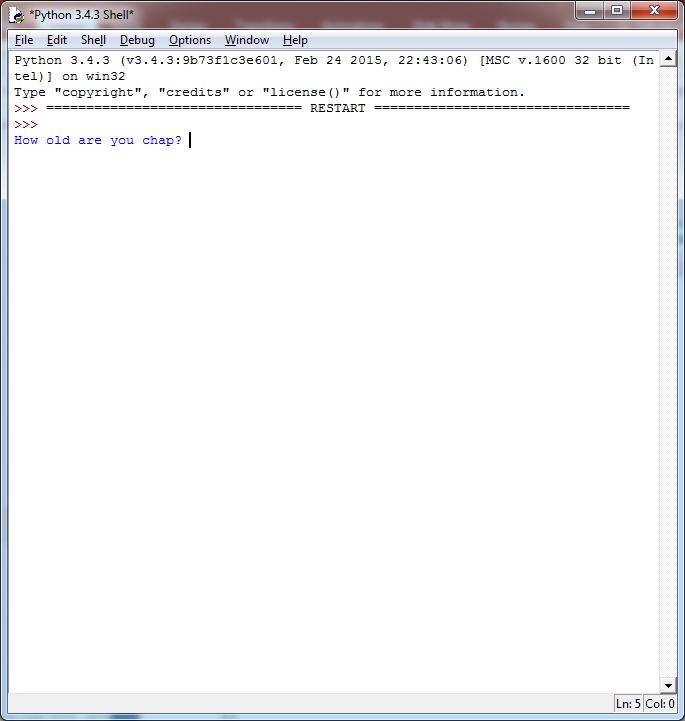 *Python 3.4.3 Shell*
File Edit Shell Debug Options Window Help
Python 3.4.3 (v3.4.3:9b73f1c3e601, Feb 24 2015, 22:43:06) [MSC v.1600 32 bit (In
tel)] on win32
Type "copyright", "credits" or "license()" for more information.
>>> ================================ RESTART ================================
>>>
How old are you chap?
Ln: 5 Col: 0